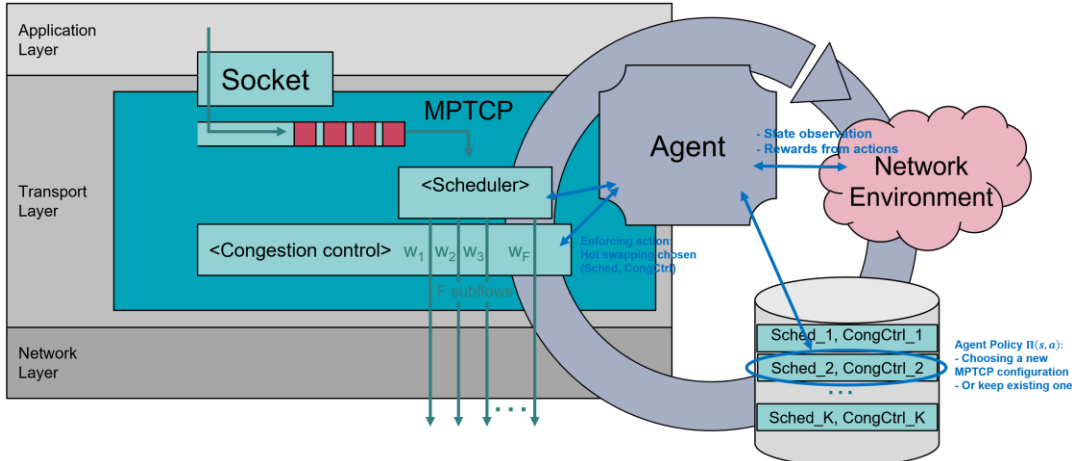 Application
Layer
Socket
MPTCP
Agent
- State observation
- Rewards from actions
Network
Environment
Transport
Layer
<Scheduler>
<Congestion control>
w1
w2
w3
wF
Enforcing action:
Hot swapping chosen
(Sched, CongCtrl)
F subflows
Network
Layer
...
Sched_1, CongCtrl_1
Sched_2, CongCtrl_2
...
Sched_K, CongCtrl_K
Agent Policy Π(s, a):
- Choosing a new
MPTCP configuration
- Or keep existing one